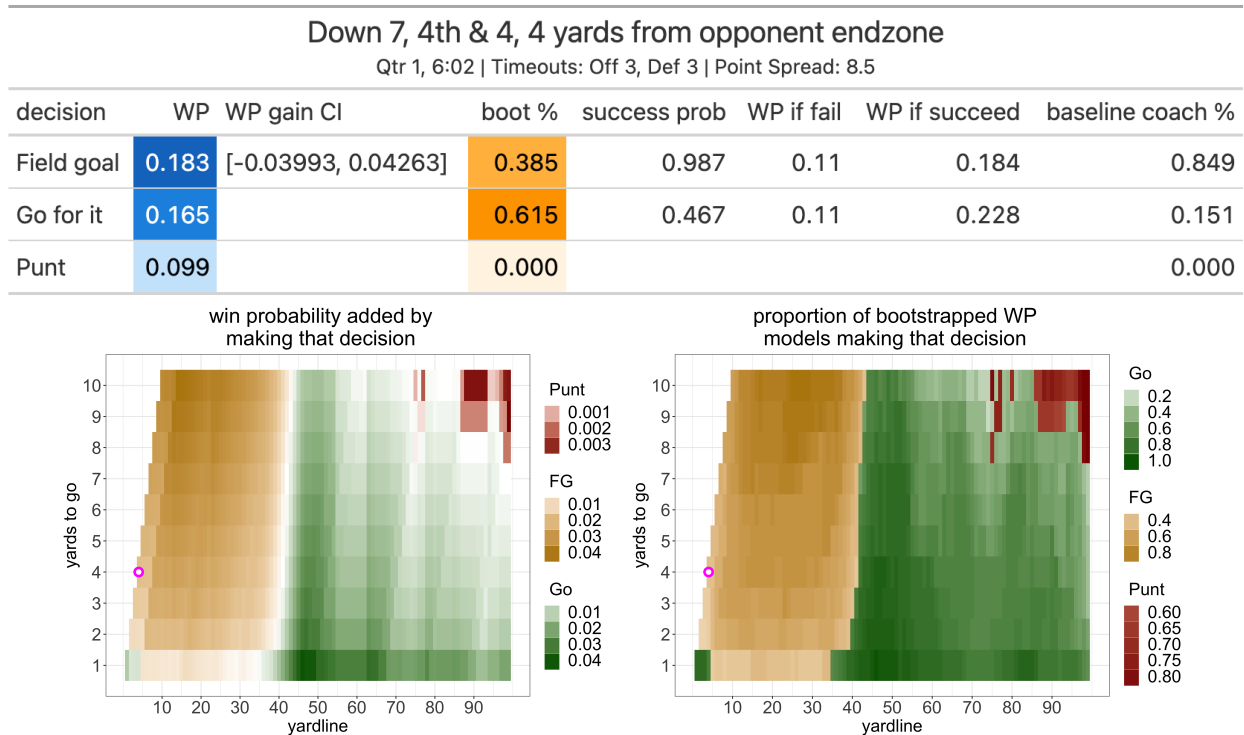 Down 7, 4th & 4, 4 yards from opponent endzone
Qtr 1, 6:02 | Timeouts: Off 3, Def 3 | Point Spread: 8.5
decision WP WP gain CI boot % success prob WP if fail WP if succeed baseline coach %
Field goal 0.183 [-0.03993, 0.04263] 0.385 0.987 0.11 0.184 0.849
Go for it 0.165 0.615 0.467 0.11 0.228 0.151
Punt 0.099 0.000 0.000
win probability added by
making that decision
yards to go
10
9
8
7
6
5
4
3
2
1
10 20 30 40 50 60 70 80 90
yardline
Punt
0.001
0.002
0.003
FG
0.01
0.02
0.03
0.04
Go
0.01
0.02
0.03
0.04
proportion of bootstrapped WP
models making that decision
yards to go
10
9
8
7
6
5
4
3
2
1
10 20 30 40 50 60 70 80 90
yardline
Go
0.2
0.4
0.6
0.8
1.0
FG
0.4
0.6
0.8
Punt
0.60
0.65
0.70
0.75
0.80